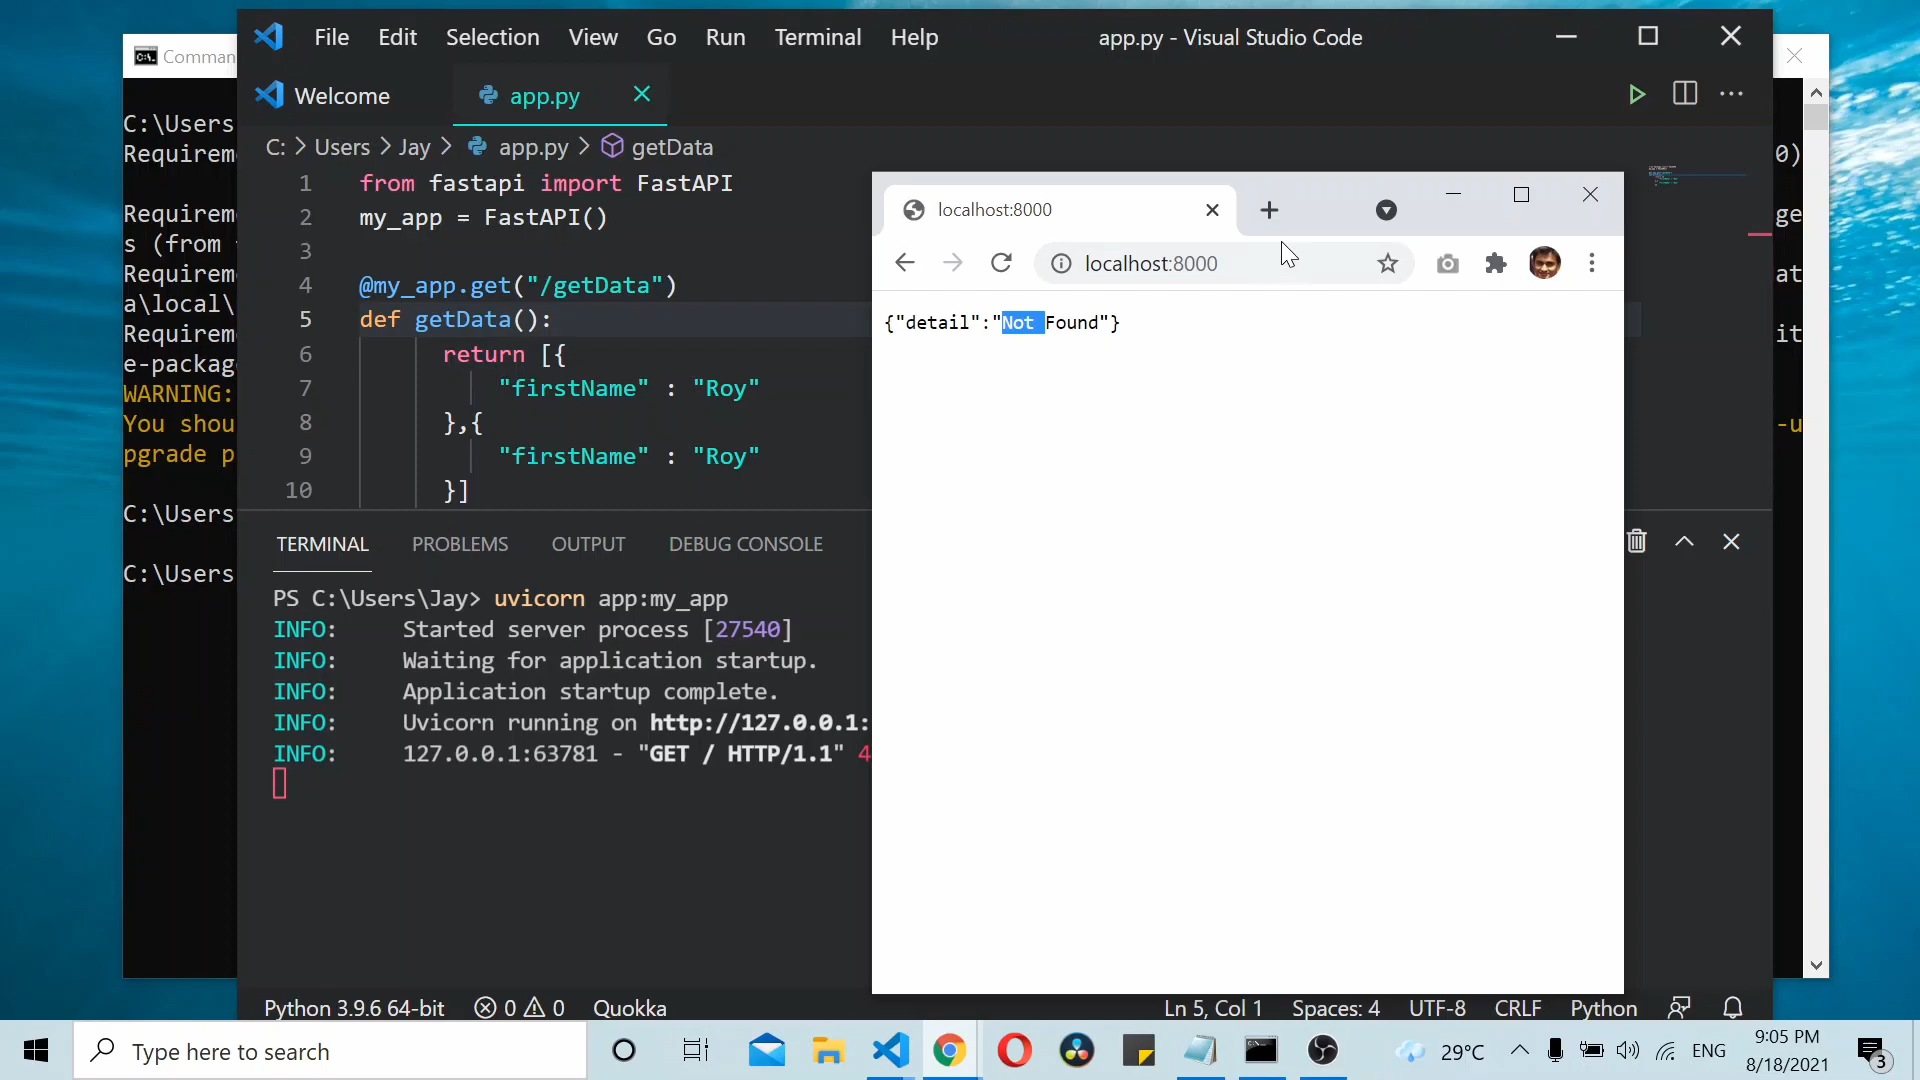 File Edit Selection View Go Run Terminal Help
app.py - Visual Studio Code
Welcome
app.py
C: > Users > Jay > app.py > getData
1 from fastapi import FastAPI
2 my_app = FastAPI()
3
4 @my_app.get("/getData")
5 def getData():
6 return [{
7 "firstName" : "Roy"
8 },{
9 "firstName" : "Roy"
10 }]
TERMINAL PROBLEMS OUTPUT DEBUG CONSOLE
PS C:\Users\Jay> uvicorn app:my_app
INFO: Started server process [27540]
INFO: Waiting for application startup.
INFO: Application startup complete.
INFO: Uvicorn running on http://127.0.0.1:
INFO: 127.0.0.1:63781 - "GET / HTTP/1.1" 4
Python 3.9.6 64-bit 0 0 Quokka
Ln 5, Col 1 Spaces: 4 UTF-8 CRLF Python
localhost:8000
localhost:8000
{"detail":"Not Found"}
Comman
C:\Users
Requirem
0)
Requirem
ge
s (from
Requirem
at
a\local\
Requirem
it
e-packag
WARNING:
You shou
-u
pgrade p
C:\Users
C:\Users
Type here to search
29°C
ENG
9:05 PM
8/18/2021
3